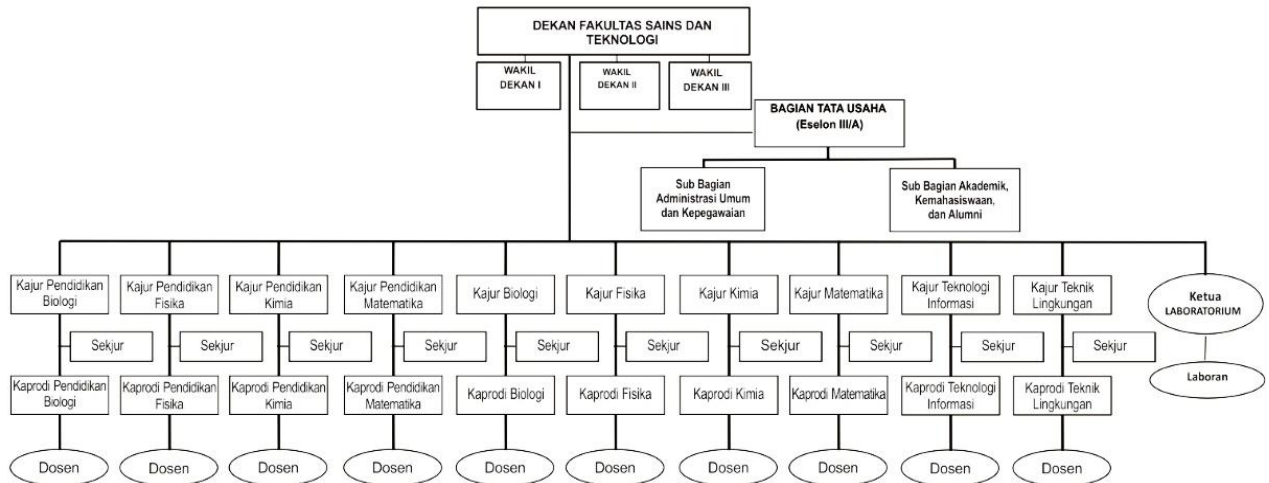 DEKAN FAKULTAS SAINS DAN
TEKNOLOGI
WAKIL
DEKAN I
WAKIL
DEKAN II
WAKIL
DEKAN III
BAGIAN TATA USAHA
(Eselon III/A)
Sub Bagian
Administrasi Umum
dan Kepegawaian
Sub Bagian Akademik,
Kemahasiswaan,
dan Alumni
Kajur Pendidikan
Biologi
Kajur Pendidikan
Fisika
Kajur Pendidikan
Kimia
Kajur Pendidikan
Matematika
Kajur Biologi
Kajur Fisika
Kajur Kimia
Kajur Matematika
Kajur Teknologi
Informasi
Kajur Teknik
Lingkungan
Ketua
LABORATORIUM
Sekjur
Sekjur
Sekjur
Sekjur
Sekjur
Sekjur
Sekjur
Sekjur
Sekjur
Sekjur
Laboran
Kaprodi Pendidikan
Biologi
Kaprodi Pendidikan
Fisika
Kaprodi Pendidikan
Kimia
Kaprodi Pendidikan
Matematika
Kaprodi Biologi
Kaprodi Fisika
Kaprodi Kimia
Kaprodi Matematika
Kaprodi Teknologi
Informasi
Kaprodi Teknik
Lingkungan
Dosen
Dosen
Dosen
Dosen
Dosen
Dosen
Dosen
Dosen
Dosen
Dosen